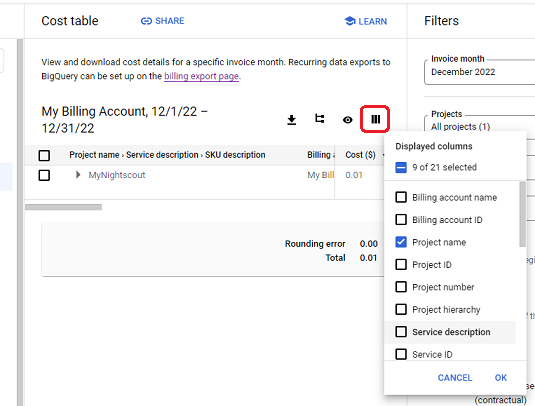 Cost table
SHARE
LEARN
Filters
View and download cost details for a specific invoice month. Recurring data exports to
BigQuery can be set up on the billing export page.
Invoice month
December 2022
My Billing Account, 12/1/22 –
12/31/22
Projects
All projects (1)
Project name › Service description › SKU description
Billing a
Cost ($)
MyNightscout
My Bill
0.01
Rounding error 0.00
Total 0.01
Displayed columns
9 of 21 selected
Billing account name
Billing account ID
Project name
Project ID
Project number
Project hierarchy
Service description
Service ID
CANCEL
OK
(contractual)